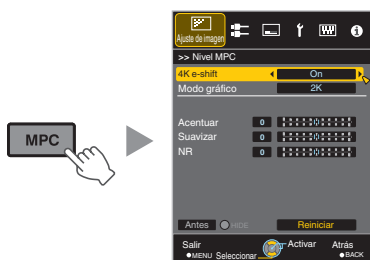 MPC
Ajuste de imagen
>> Nivel MPC
4K e-shift On
Modo gráfico 2K
Acentuar 0
Suavizar 0
NR 0
Antes HIDE Reiniciar
Salir Activar Atrás
MENU Seleccionar BACK